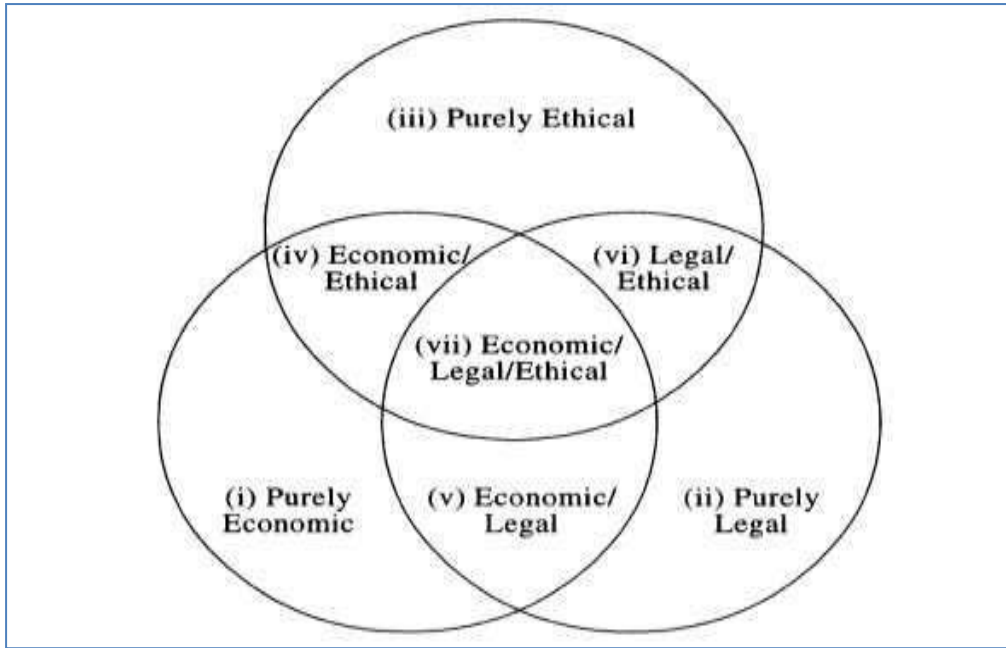 (iii) Purely Ethical
(iv) Economic/
Ethical
(vi) Legal/
Ethical
(vii) Economic/
Legal/Ethical
(i) Purely
Economic
(v) Economic/
Legal
(ii) Purely
Legal